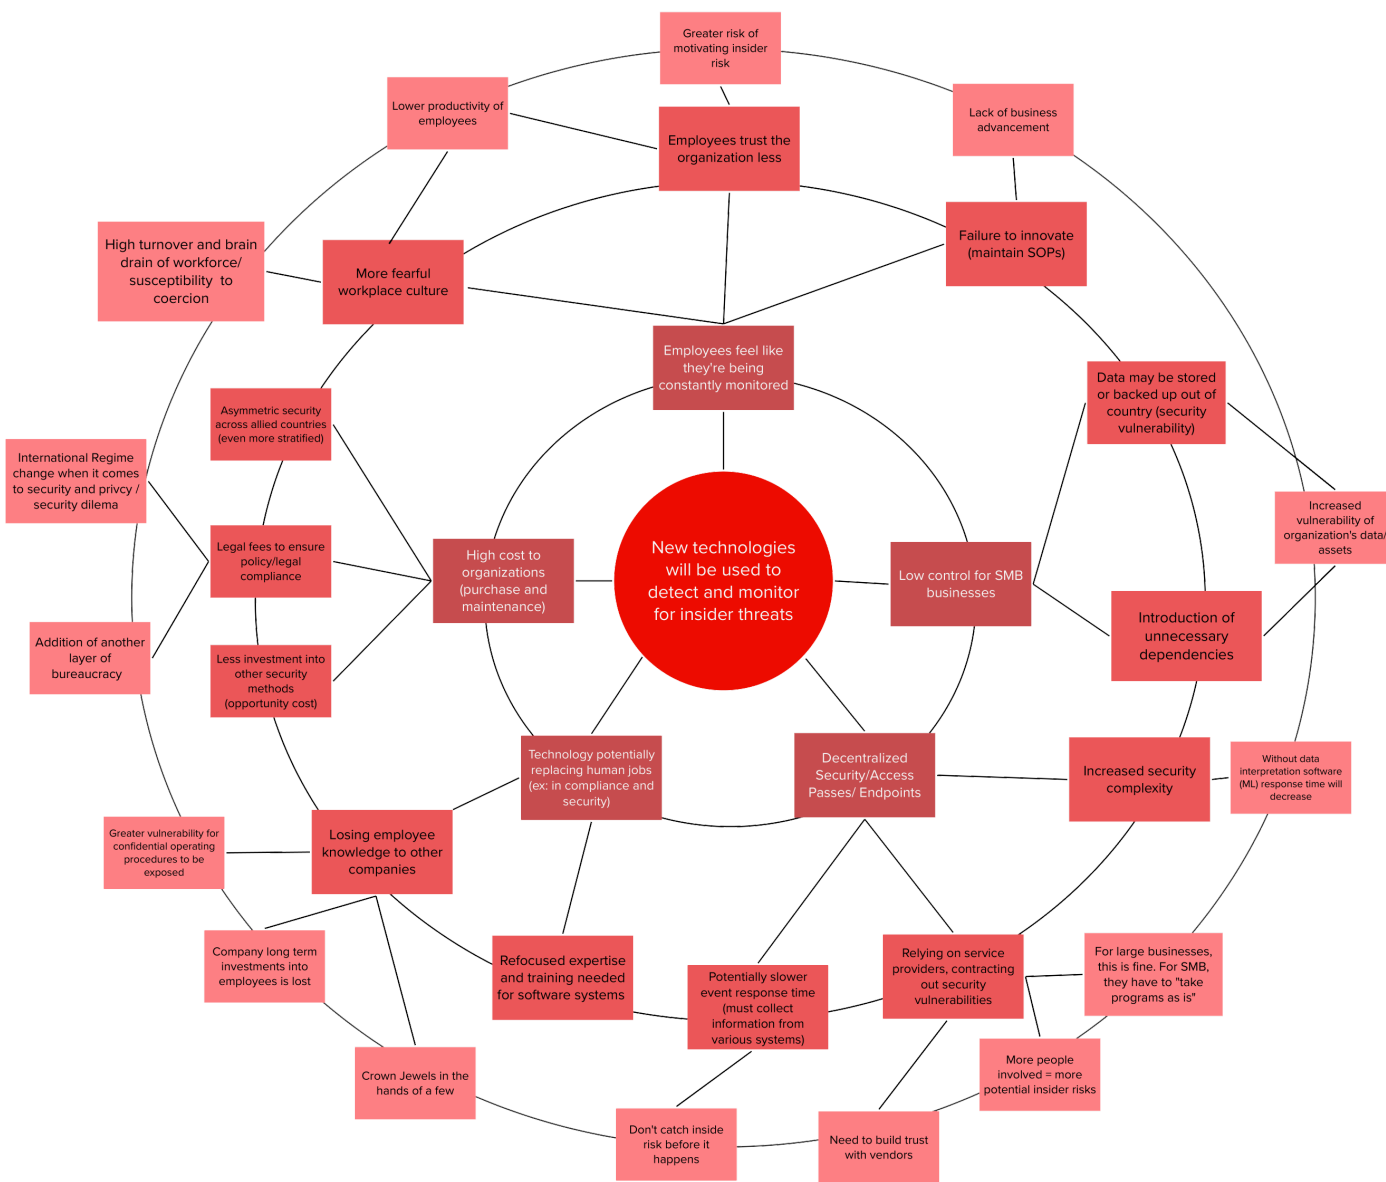 Greater risk of
motivating insider
risk
Lower productivity of
employees
Lack of business
advancement
Employees trust the
organization less
High turnover and brain
drain of workforce/
susceptibility to
coercion
More fearful
workplace culture
Failure to innovate
(maintain SOPs)
Employees feel like
they're being
constantly monitored
Data may be stored
or backed up out of
country (security
vulnerability)
Asymmetric security
across allied countries
(even more stratified)
International Regime
change when it comes
to security and privcy /
security dilema
Legal fees to ensure
policy/legal
compliance
High cost to
organizations
(purchase and
maintenance)
New technologies
will be used to
detect and monitor
for insider threats
Low control for SMB
businesses
Increased
vulnerability of
organization's data/
assets
Introduction of
unnecessary
dependencies
Addition of another
layer of
bureaucracy
Less investment into
other security
methods
(opportunity cost)
Technology potentially
replacing human jobs
(ex: in compliance and
security)
Decentralized
Security/Access
Passes/ Endpoints
Increased security
complexity
Without data
interpretation software
(ML) response time will
decrease
Greater vulnerability for
confidential operating
procedures to be
exposed
Losing employee
knowledge to other
companies
Company long term
investments into
employees is lost
Refocused expertise
and training needed
for software systems
Potentially slower
event response time
(must collect
information from
various systems)
Relying on service
providers, contracting
out security
vulnerabilities
For large businesses,
this is fine. For SMB,
they have to "take
programs as is"
Crown Jewels in the
hands of a few
More people
involved = more
potential insider risks
Don't catch inside
risk before it
happens
Need to build trust
with vendors